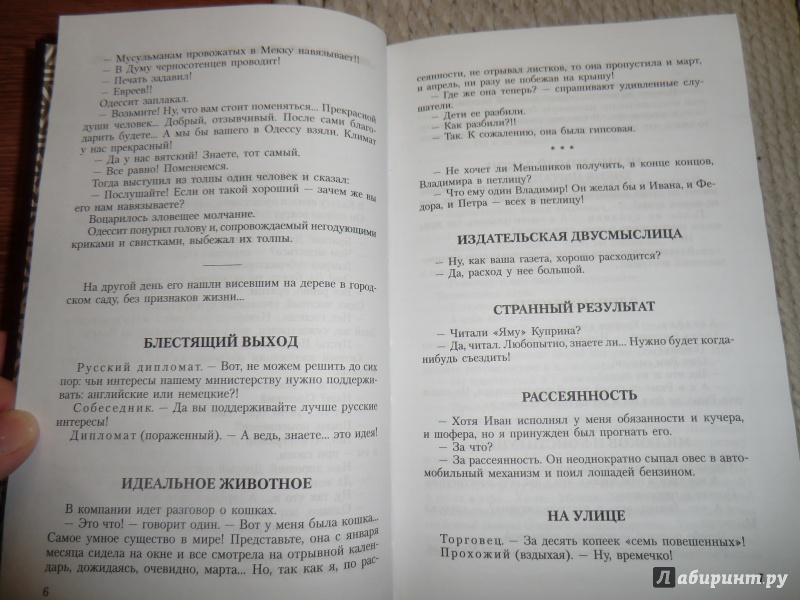 — Мусульманам провожатых в Мекку навязывает!!
— В Думу черносотенцев проводит!
— Печать задавил!
— Евреев!!
Одессит заплакал.
— Возьмите! Ну, что вам стоит поменяться... Прекрасной
души человек... Добрый, отзывчивый. После сами благо-
дарить будете... А мы бы вашего в Одессу взяли. Климат
у нас прекрасный!
— Да у нас вятский! Знаете, тот самый.
— Все равно! Поменяемся.
Тогда выступил из толпы один человек и сказал:
— Послушайте! Если он такой хороший — зачем же вы
его нам навязываете?
Воцарилось зловещее молчание.
Одессит понурил голову и, сопровождаемый негодующими
криками и свистками, выбежал их толпы.
На другой день его нашли висевшим на дереве в город-
ском саду, без признаков жизни...
БЛЕСТЯЩИЙ ВЫХОД
Русский дипломат. — Вот, не можем решить до сих
пор: чьи интересы нашему министерству нужно поддержи-
вать: английские или немецкие?!
Собеседник. — Да вы поддерживайте лучше русские
интересы!
Дипломат (пораженный). — А ведь, знаете... это идея!
ИДЕАЛЬНОЕ ЖИВОТНОЕ
В компании идет разговор о кошках.
— Это что! — говорит один. — Вот у меня была кошка...
Самое умное существо в мире! Представьте, она с января
месяца сидела на окне и все смотрела на отрывной кален-
дарь, дожидаясь, очевидно, марта... Но, так как я, по рас-
6
сеянности, не отрывал листков, то она пропустила и март,
и апрель, ни разу не побежав на крышу!
— Где же она теперь? — спрашивают удивленные слу-
шатели.
— Дети ее разбили.
— Как разбили?!!
— Так. К сожалению, она была гипсовая.
* * *
— Не хочет ли Меньшиков получить, в конце концов,
Владимира в петлицу?
— Что ему один Владимир! Он желал бы и Ивана, и Фе-
дора, и Петра — всех в петлицу!
ИЗДАТЕЛЬСКАЯ ДВУСМЫСЛИЦА
— Ну, как ваша газета, хорошо расходится?
— Да, расход у нее большой.
СТРАННЫЙ РЕЗУЛЬТАТ
— Читали «Яму» Куприна?
— Да, читал. Любопытно, знаете ли... Нужно будет когда-
нибудь съездить!
РАССЕЯННОСТЬ
— Хотя Иван исполнял у меня обязанности и кучера,
и шофера, но я принужден был прогнать его.
— За что?
— За рассеянность. Он неоднократно сыпал овес в авто-
мобильный механизм и поил лошадей бензином.
НА УЛИЦЕ
Торговец. — За десять копеек «семь повешенных»!
Прохожий (вздыхая). — Ну, времечко!
7
Лабиринт.ру